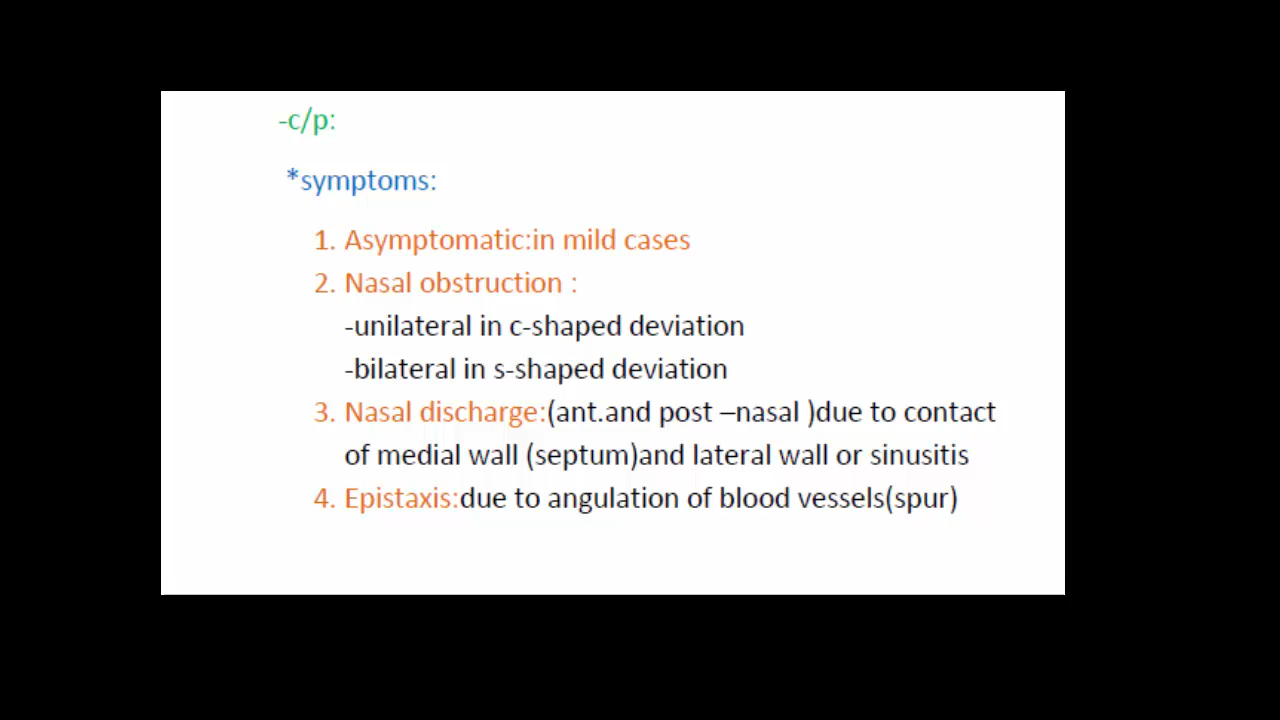 -c/p:
*symptoms:
1. Asymptomatic:in mild cases
2. Nasal obstruction :
-unilateral in c-shaped deviation
-bilateral in s-shaped deviation
3. Nasal discharge:(ant.and post –nasal )due to contact
of medial wall (septum)and lateral wall or sinusitis
4. Epistaxis:due to angulation of blood vessels(spur)